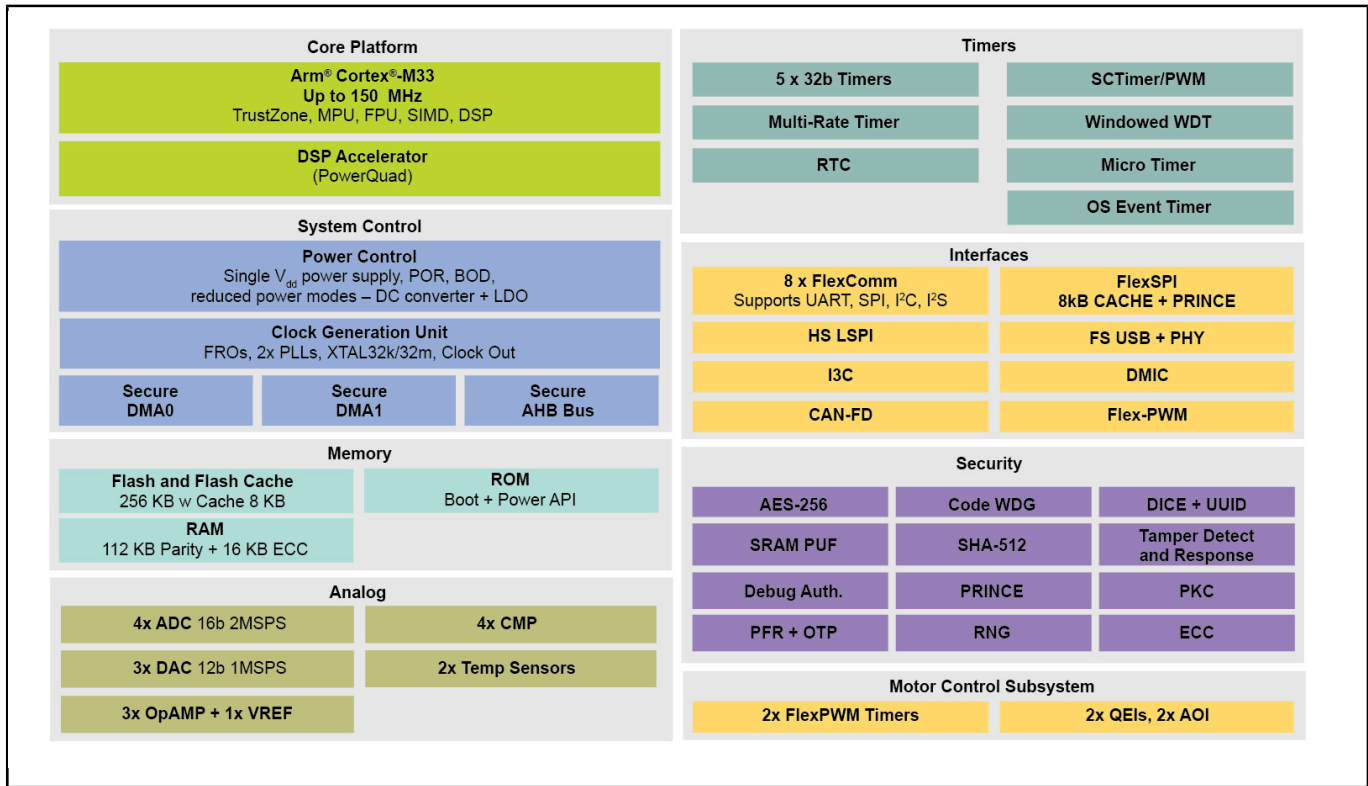 Core Platform
Arm® Cortex®-M33
Up to 150 MHz
TrustZone, MPU, FPU, SIMD, DSP
DSP Accelerator
(PowerQuad)
System Control
Power Control
Single Vdd power supply, POR, BOD,
reduced power modes – DC converter + LDO
Clock Generation Unit
FROs, 2x PLLs, XTAL32k/32m, Clock Out
Secure
DMA0
Secure
DMA1
Secure
AHB Bus
Memory
Flash and Flash Cache
256 KB w Cache 8 KB
ROM
Boot + Power API
RAM
112 KB Parity + 16 KB ECC
Analog
4x ADC 16b 2MSPS
4x CMP
3x DAC 12b 1MSPS
2x Temp Sensors
3x OpAMP + 1x VREF
Timers
5 x 32b Timers
SCTimer/PWM
Multi-Rate Timer
Windowed WDT
RTC
Micro Timer
OS Event Timer
Interfaces
8 x FlexComm
Supports UART, SPI, I²C, I²S
FlexSPI
8kB CACHE + PRINCE
HS LSPI
FS USB + PHY
I3C
DMIC
CAN-FD
Flex-PWM
Security
AES-256
Code WDG
DICE + UUID
SRAM PUF
SHA-512
Tamper Detect
and Response
Debug Auth.
PRINCE
PKC
PFR + OTP
RNG
ECC
Motor Control Subsystem
2x FlexPWM Timers
2x QEIs, 2x AOI